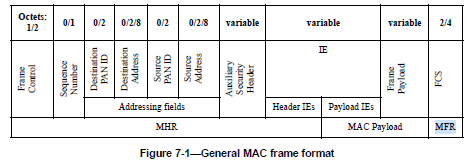 Octets: 1/2 0/1 0/2 0/2/8 0/2 0/2/8 variable variable variable 2/4
Frame Control Sequence Number Destination PAN ID Destination Address Source PAN ID Source Address Auxiliary Security Header IE Frame Payload FCS
Addressing fields Header IEs Payload IEs
MHR MAC Payload MFR
Figure 7-1—General MAC frame format